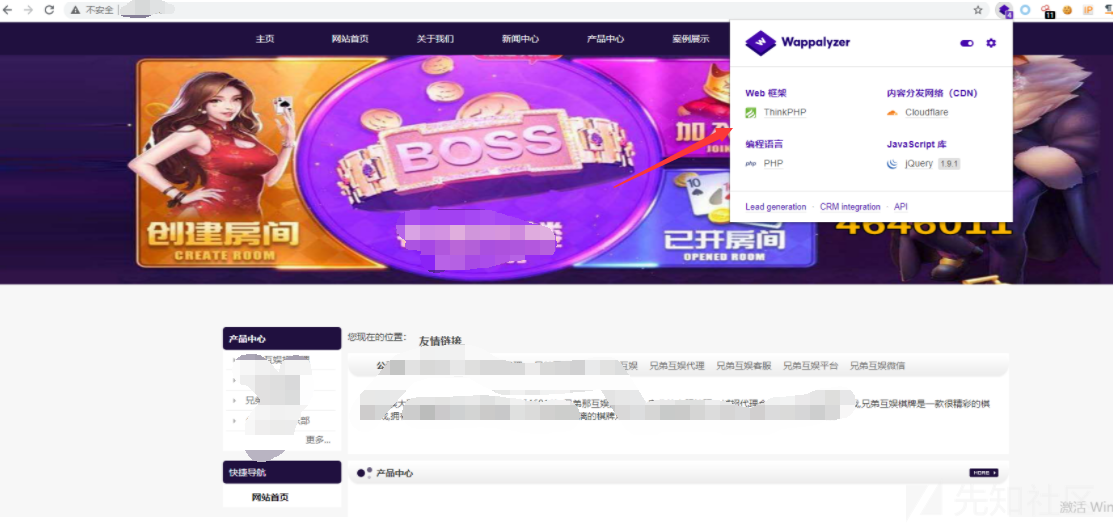 不安全
4
11
主页
网站首页
关于我们
新闻中心
产品中心
案例展示
Wappalyzer
Web 框架
ThinkPHP
内容分发网络（CDN）
Cloudflare
编程语言
PHP
JavaScript 库
jQuery 1.9.1
Lead generation · CRM integration · API
BOSS
创建房间
CREATE ROOM
JOIN
10
已开房间
OPENED ROOM
4646011
产品中心
更多...
快捷导航
网站首页
您现在的位置：
友情链接
互娱 兄弟互娱代理 兄弟互娱客服 兄弟互娱平台 兄弟互娱微信
兄弟互娱棋牌是一款很精彩的棋
产品中心
MORE
先知社区
激活 Win